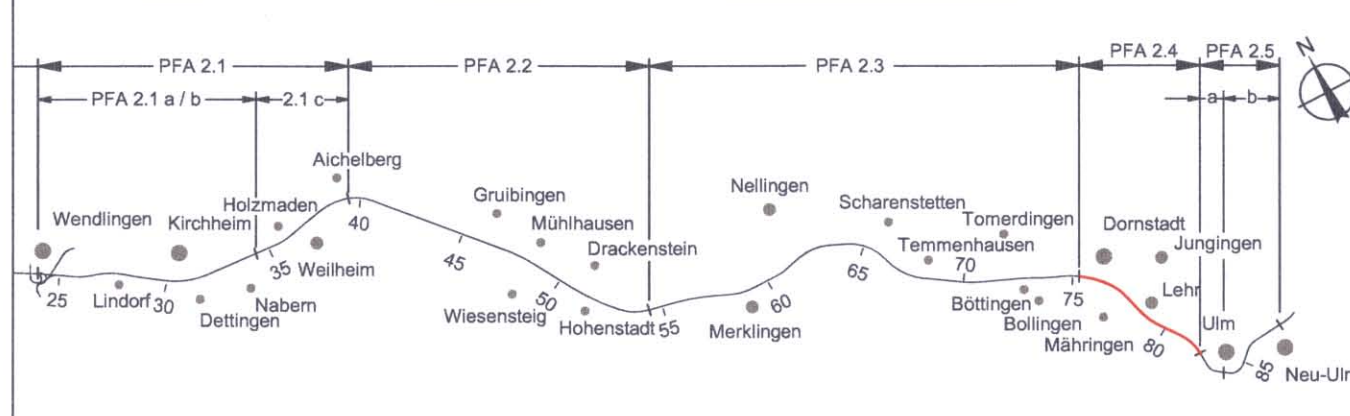 PFA 2.1
PFA 2.2
PFA 2.3
PFA 2.4
PFA 2.5
N
PFA 2.1 a / b
2.1 c
a
b
Aichelberg
Wendlingen
Kirchheim
Holzmaden
Weilheim
Lindorf
Dettingen
Nabern
Gruibingen
Mühlhausen
Drackenstein
Wiesensteig
Hohenstadt
Nellingen
Merklingen
Scharenstetten
Temmenhausen
Tomerdingen
Böttingen
Bollingen
Mähringen
Dornstadt
Jungingen
Lehr
Ulm
Neu-Ulr
25
30
35
40
45
50
55
60
65
70
75
80
85